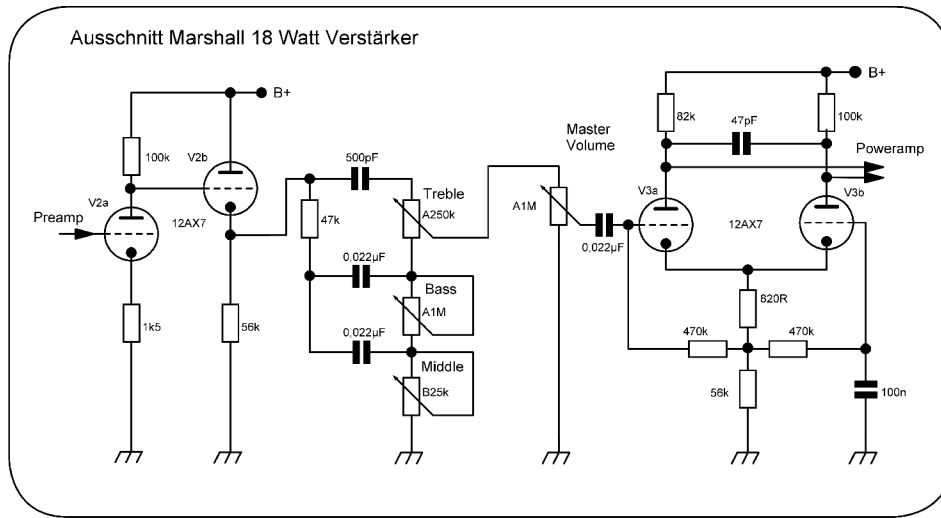 Ausschnitt Marshall 18 Watt Verstärker
B+
100k
V2b
V2a
Preamp
12AX7
1k5
56k
500pF
47k
Treble
A250k
0,022µF
Bass
A1M
0,022µF
Middle
B25k
Master
Volume
A1M
0,022µF
B+
82k
47pF
100k
Poweramp
V3a
V3b
12AX7
820R
470k
470k
56k
100n